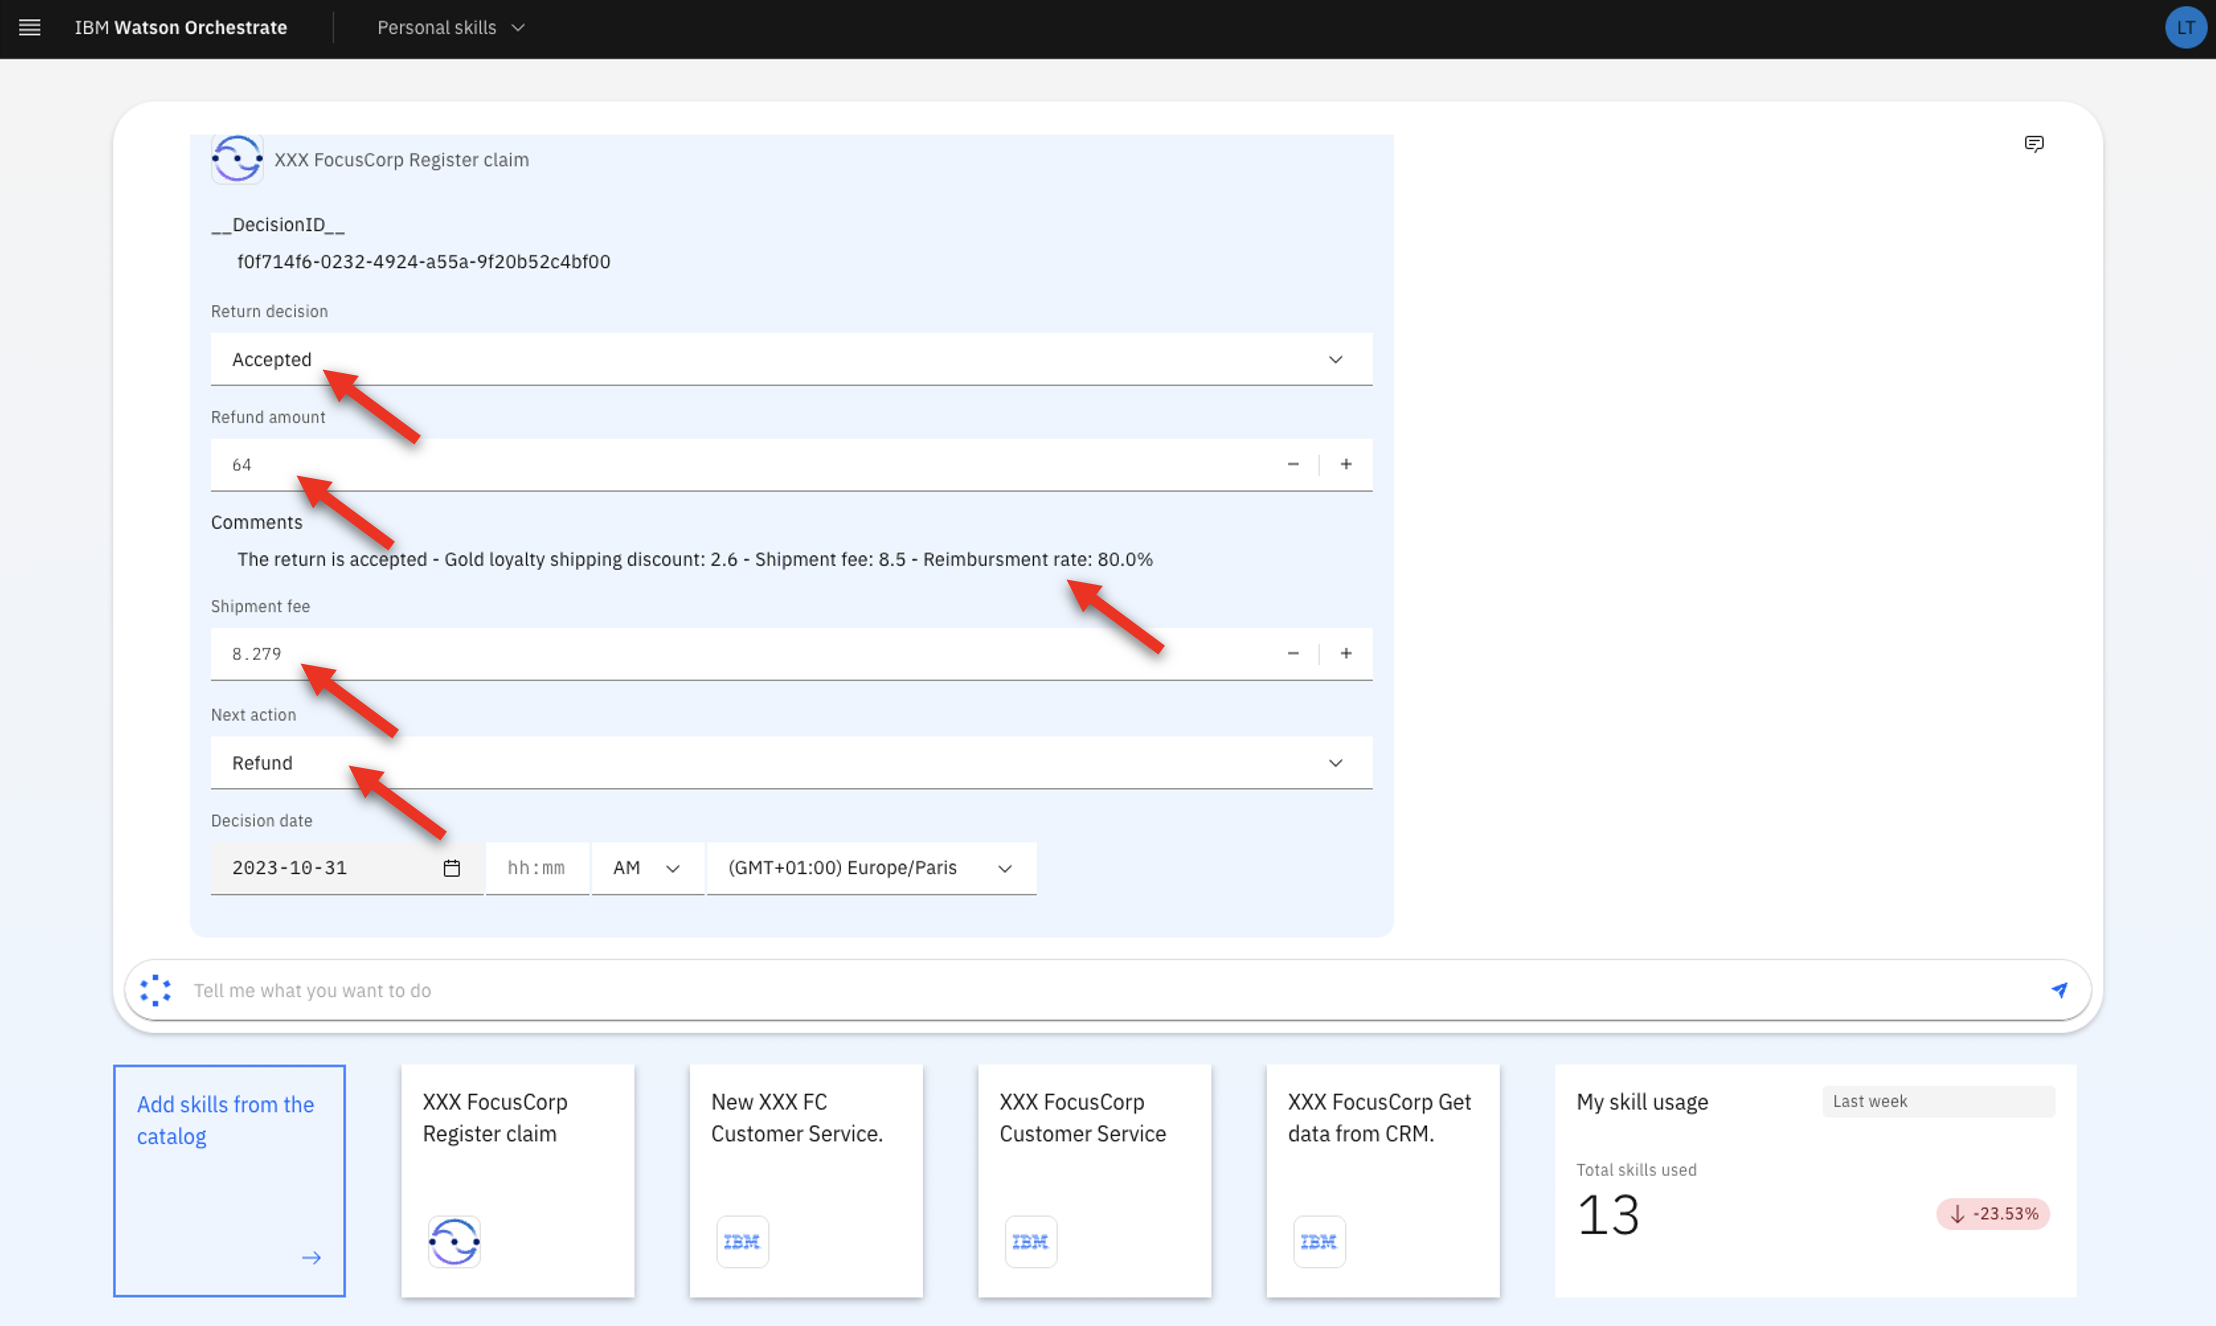 IBM Watson Orchestrate
Personal skills
LT
XXX FocusCorp Register claim
__DecisionID__
f0f714f6-0232-4924-a55a-9f20b52c4bf00
Return decision
Accepted
Refund amount
64
Comments
The return is accepted - Gold loyalty shipping discount: 2.6 - Shipment fee: 8.5 - Reimbursment rate: 80.0%
Shipment fee
8.279
Next action
Refund
Decision date
2023-10-31 hh:mm AM (GMT+01:00) Europe/Paris
Tell me what you want to do
Add skills from the
catalog
XXX FocusCorp
Register claim
New XXX FC
Customer Service.
IBM
XXX FocusCorp
Customer Service
IBM
XXX FocusCorp Get
data from CRM.
IBM
My skill usage
Last week
Total skills used
13
-23.53%